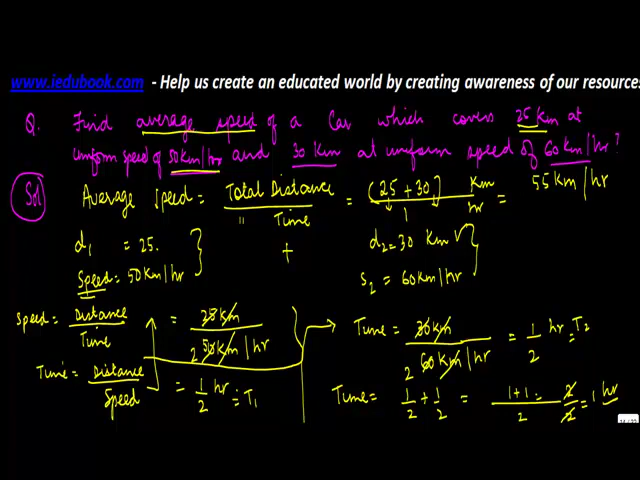 www.iedubook.com - Help us create an educated world by creating awareness of our resources
Q. Find average speed of a Car which covers 25 Km at
uniform speed of 50 km/hr and 30 Km at uniform speed of 60 km/hr?
Sol Average Speed = Total Distance / " Time = (25 + 30) / 1 Km / hr = 55 Km/hr
d1 = 25. + d2 = 30 Km
Speed = 50 Km/hr s2 = 60 Km/hr
Speed = Distance / Time = 25 Km / 2 50 Km/hr Time = 30 Km / 2 60 Km/hr = 1/2 hr = T2
Time = Distance / Speed = 1/2 hr = T1 Time = 1/2 + 1/2 = 1+1 / 2 = 2/2 = 1 hr